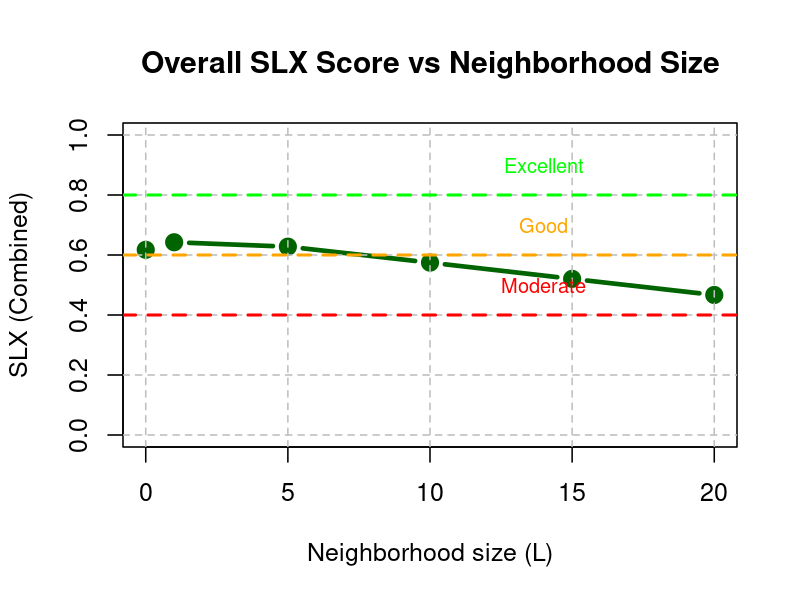 Overall SLX Score vs Neighborhood Size
SLX (Combined)
1.0
0.8
0.6
0.4
0.2
0.0
Excellent
Good
Moderate
0 5 10 15 20
Neighborhood size (L)